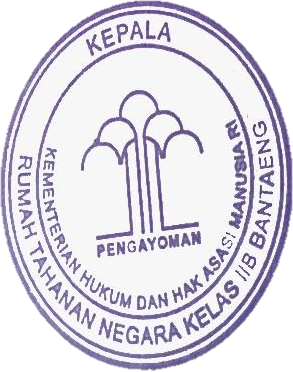 KEPALA
RUMAH TAHANAN NEGARA KELAS IIB BANTAENG
KEMENTERIAN HUKUM DAN HAK ASASI MANUSIA RI
PENGAYOMAN